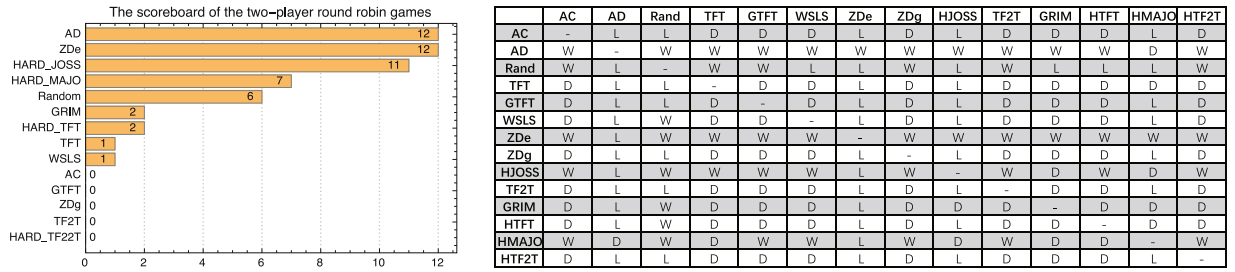 The scoreboard of the two-player round robin games
AD 12
ZDe 12
HARD_JOSS 11
HARD_MAJO 7
Random 6
GRIM 2
HARD_TFT 2
TFT 1
WSLS 1
AC 0
GTFT 0
ZDg 0
TF2T 0
HARD_TF22T 0
0 2 4 6 8 10 12
AC AD Rand TFT GTFT WSLS ZDe ZDg HJOSS TF2T GRIM HTFT HMAJO HTF2T
AC - L L D D D L D L D D D L D
AD W - W W W W W W W W W W D W
Rand W L - W W L L W L W L L L W
TFT D L L - D D L D L D D D D D
GTFT D L L D - D L D L D D D L D
WSLS D L W D D - L D L D D D L D
ZDe W L W W W W - W W W W W W W
ZDg D L L D D D L - L D D D L D
HJOSS W L W W W W L W - W D W D W
TF2T D L L D D D L D L - D D L D
GRIM D L W D D D L D D D - D D D
HTFT D L W D D D L D L D D - D D
HMAJO W D W D W W L W D W D D - W
HTF2T D L L D D D L D L D D D L -